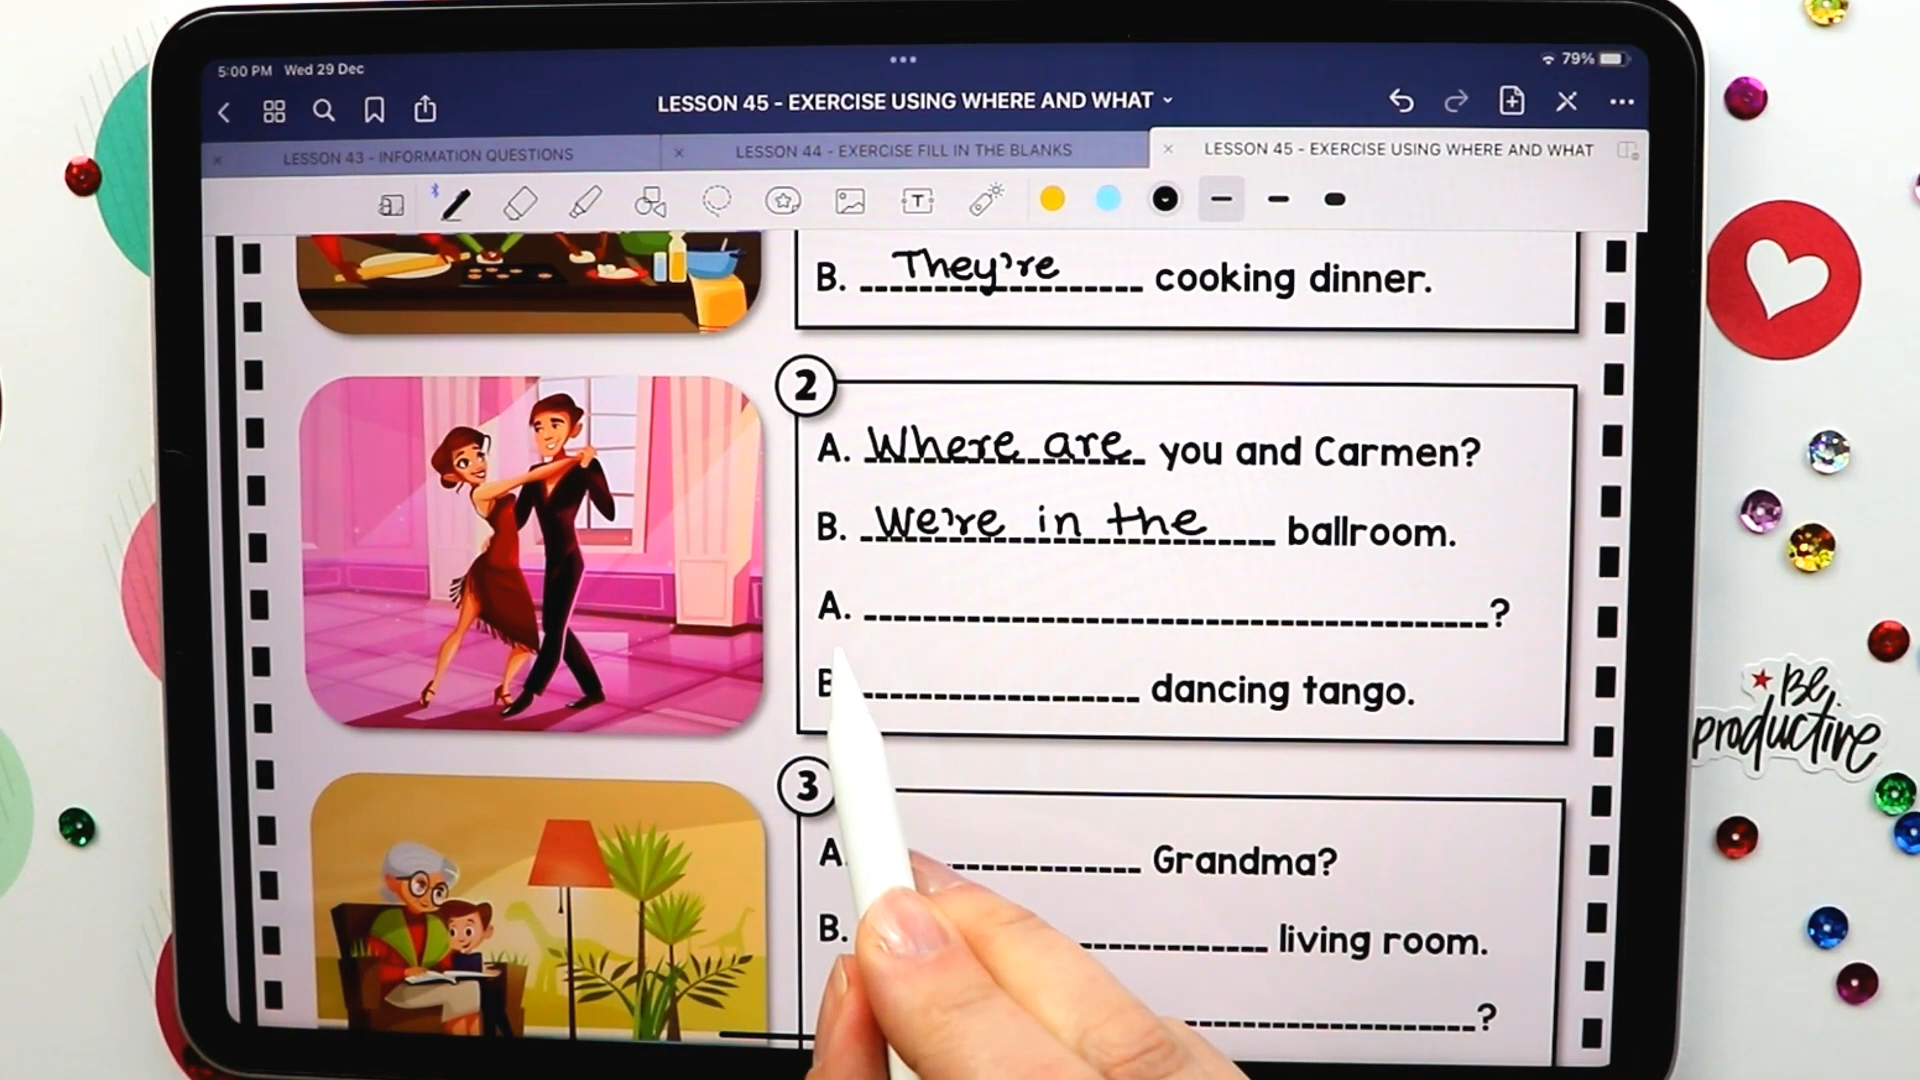 5:00 PM Wed 29 Dec
79%
LESSON 45 - EXERCISE USING WHERE AND WHAT
LESSON 43 - INFORMATION QUESTIONS
LESSON 44 - EXERCISE FILL IN THE BLANKS
LESSON 45 - EXERCISE USING WHERE AND WHAT
T
B. They're cooking dinner.
2
A. Where are you and Carmen?
B. We're in the ballroom.
A. ?
B dancing tango.
3
A. Grandma?
B. living room.
?
BE
PRODUCTIVE